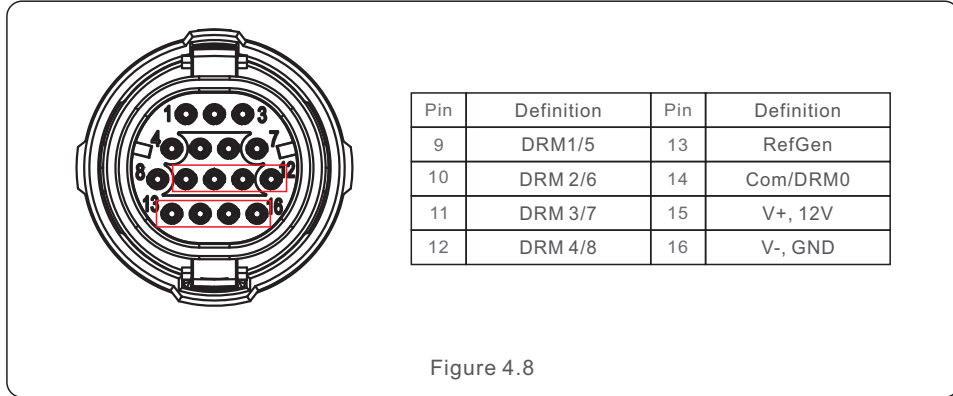 1 3
4 7
8 12
13 16
Pin Definition Pin Definition
9 DRM1/5 13 RefGen
10 DRM 2/6 14 Com/DRM0
11 DRM 3/7 15 V+, 12V
12 DRM 4/8 16 V-, GND
Figure 4.8